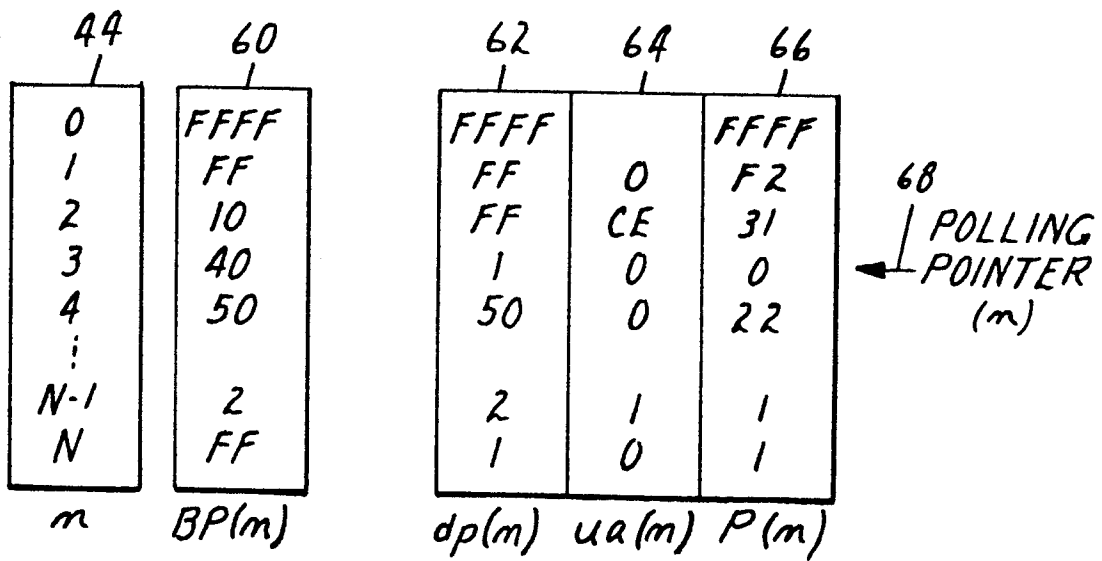 44 60 62 64 66
0 FFFF FFFF FFFF
1 FF FF 0 F2
2 10 FF CE 31
3 40 1 0 0
4 50 50 0 22
⋮
N-1 2 2 1 1
N FF 1 0 1
n BP(n) dp(n) ua(n) P(n)
68
POLLING
POINTER
(n)